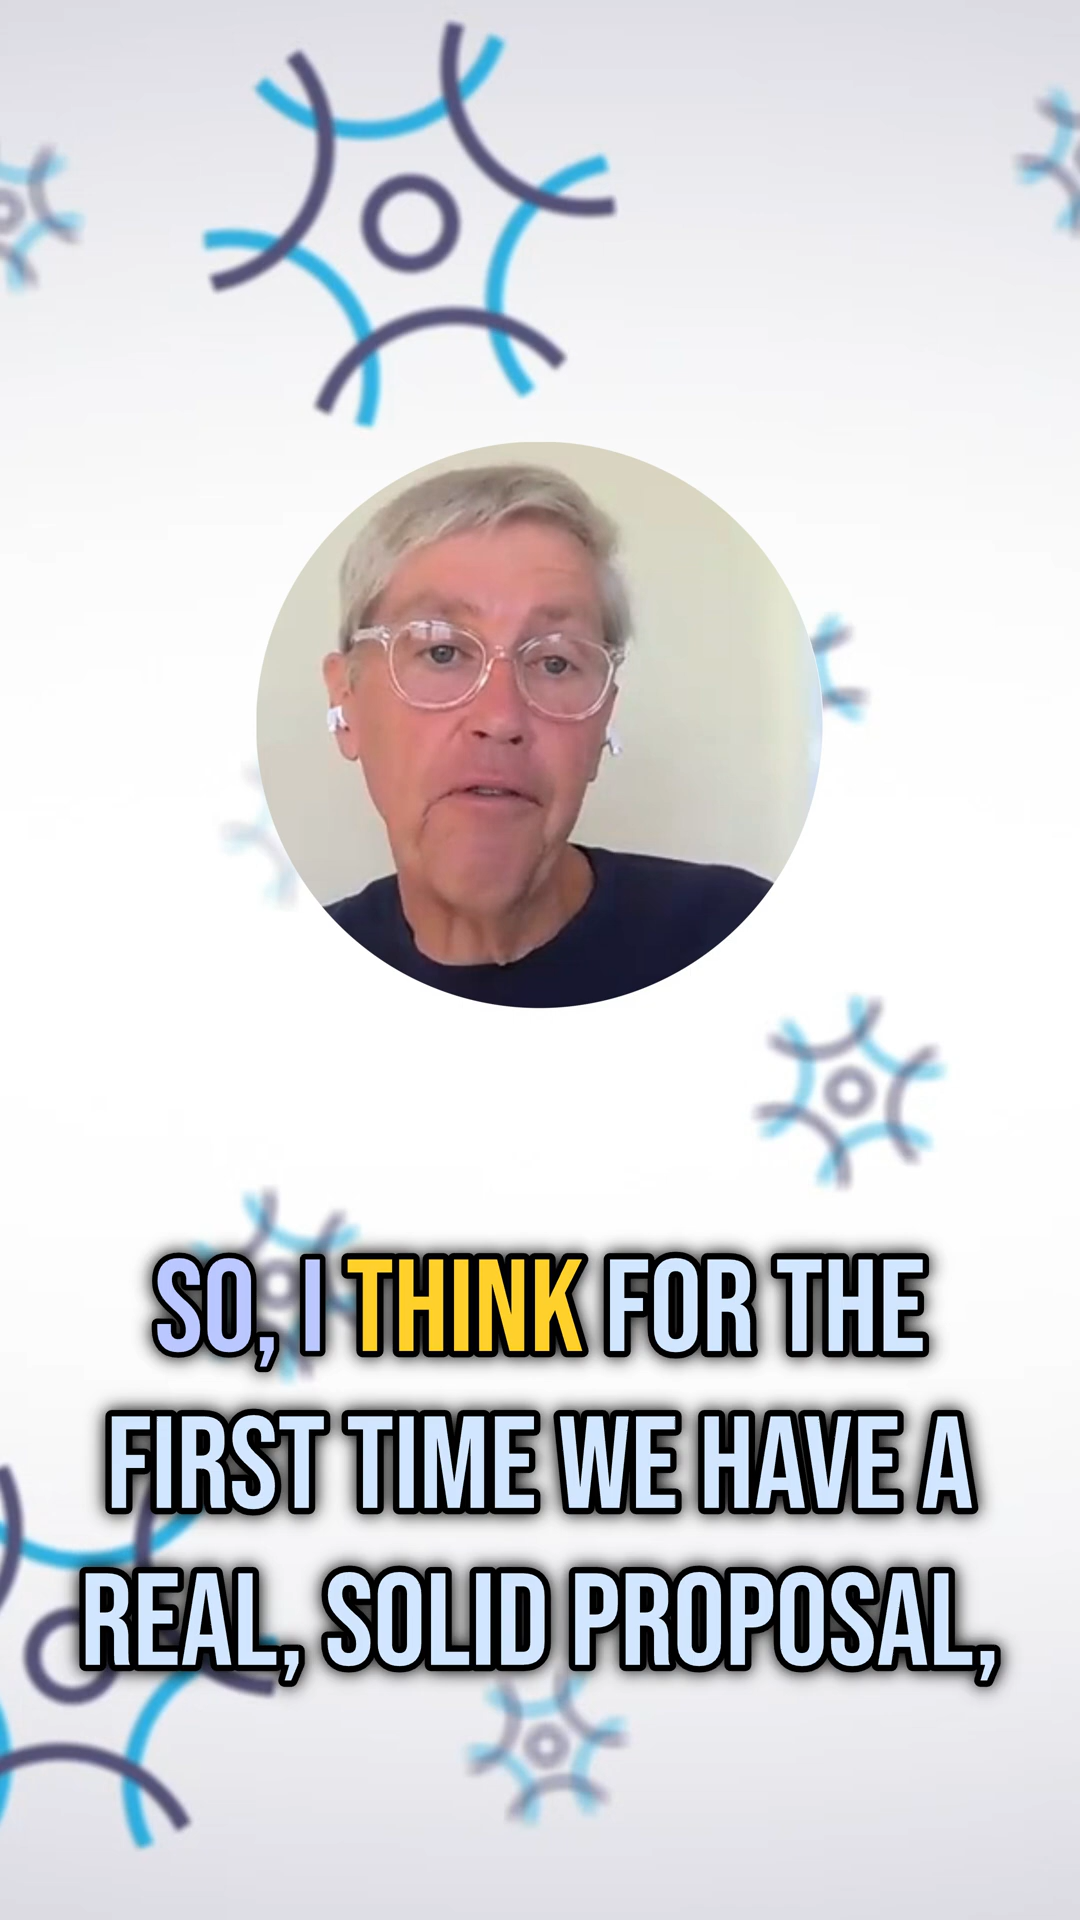 SO, I THINK FOR THE
FIRST TIME WE HAVE A
REAL, SOLID PROPOSAL,